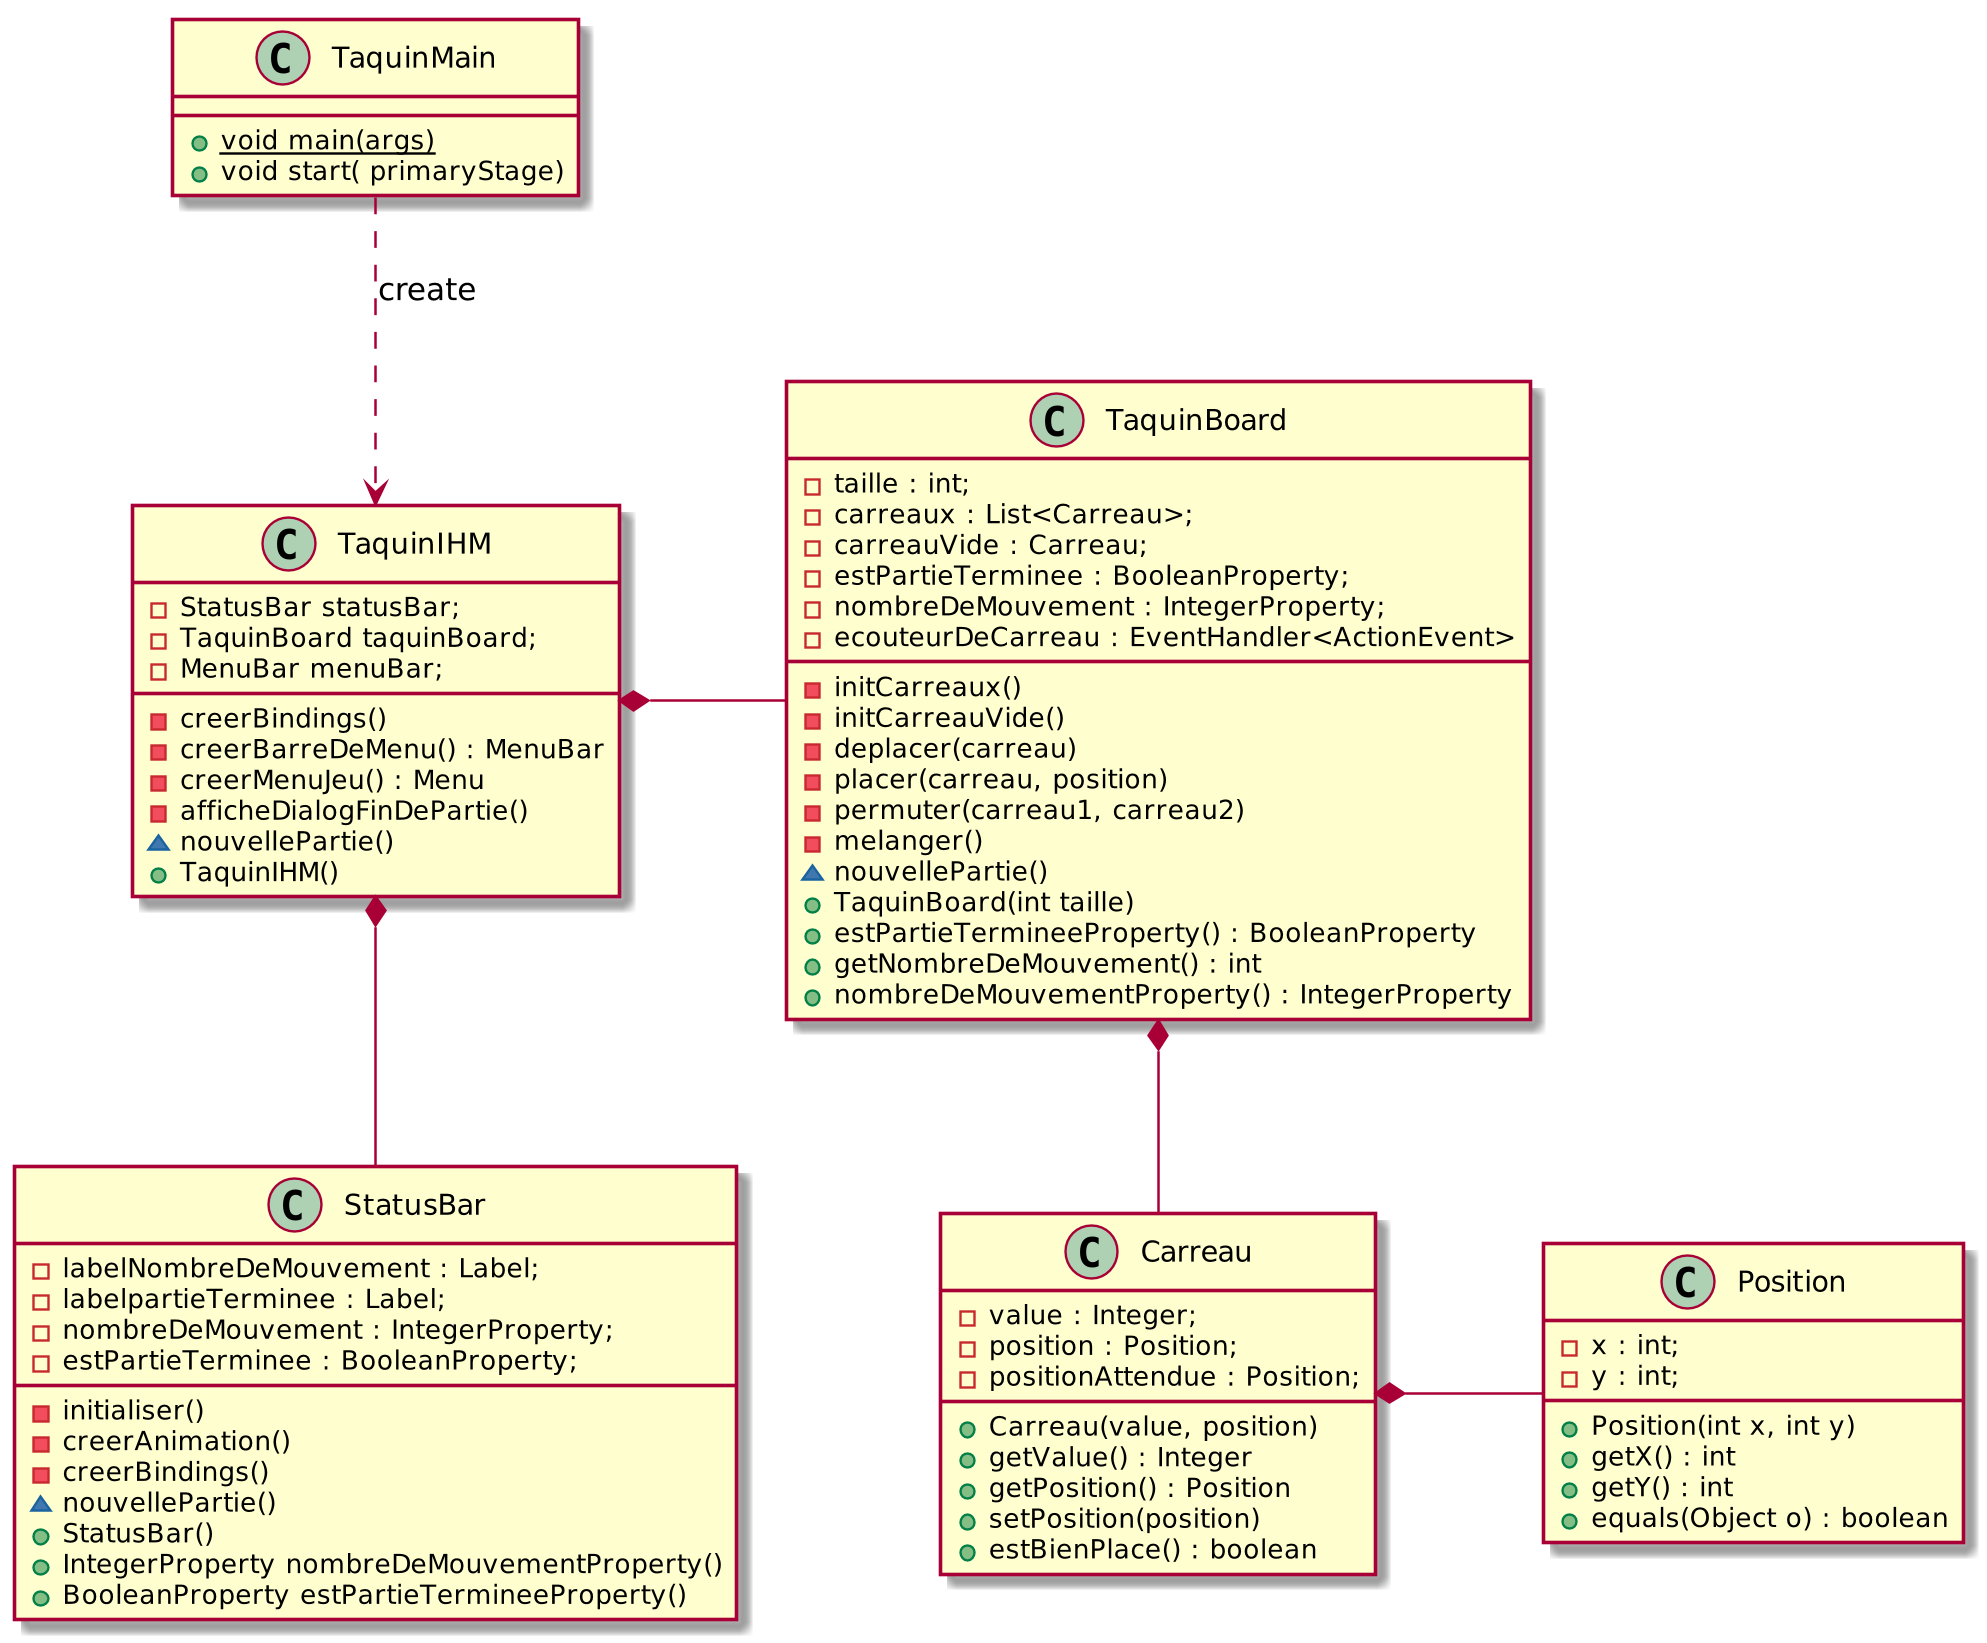 C TaquinMain
void main(args)
void start( primaryStage)
create
C TaquinIHM
StatusBar statusBar;
TaquinBoard taquinBoard;
MenuBar menuBar;
creerBindings()
creerBarreDeMenu() : MenuBar
creerMenuJeu() : Menu
afficheDialogFinDePartie()
nouvellePartie()
TaquinIHM()
C TaquinBoard
taille : int;
carreaux : List<Carreau>;
carreauVide : Carreau;
estPartieTerminee : BooleanProperty;
nombreDeMouvement : IntegerProperty;
ecouteurDeCarreau : EventHandler<ActionEvent>
initCarreaux()
initCarreauVide()
deplacer(carreau)
placer(carreau, position)
permuter(carreau1, carreau2)
melanger()
nouvellePartie()
TaquinBoard(int taille)
estPartieTermineeProperty() : BooleanProperty
getNombreDeMouvement() : int
nombreDeMouvementProperty() : IntegerProperty
C StatusBar
labelNombreDeMouvement : Label;
labelpartieTerminee : Label;
nombreDeMouvement : IntegerProperty;
estPartieTerminee : BooleanProperty;
initialiser()
creerAnimation()
creerBindings()
nouvellePartie()
StatusBar()
IntegerProperty nombreDeMouvementProperty()
BooleanProperty estPartieTermineeProperty()
C Carreau
value : Integer;
position : Position;
positionAttendue : Position;
Carreau(value, position)
getValue() : Integer
getPosition() : Position
setPosition(position)
estBienPlace() : boolean
C Position
x : int;
y : int;
Position(int x, int y)
getX() : int
getY() : int
equals(Object o) : boolean